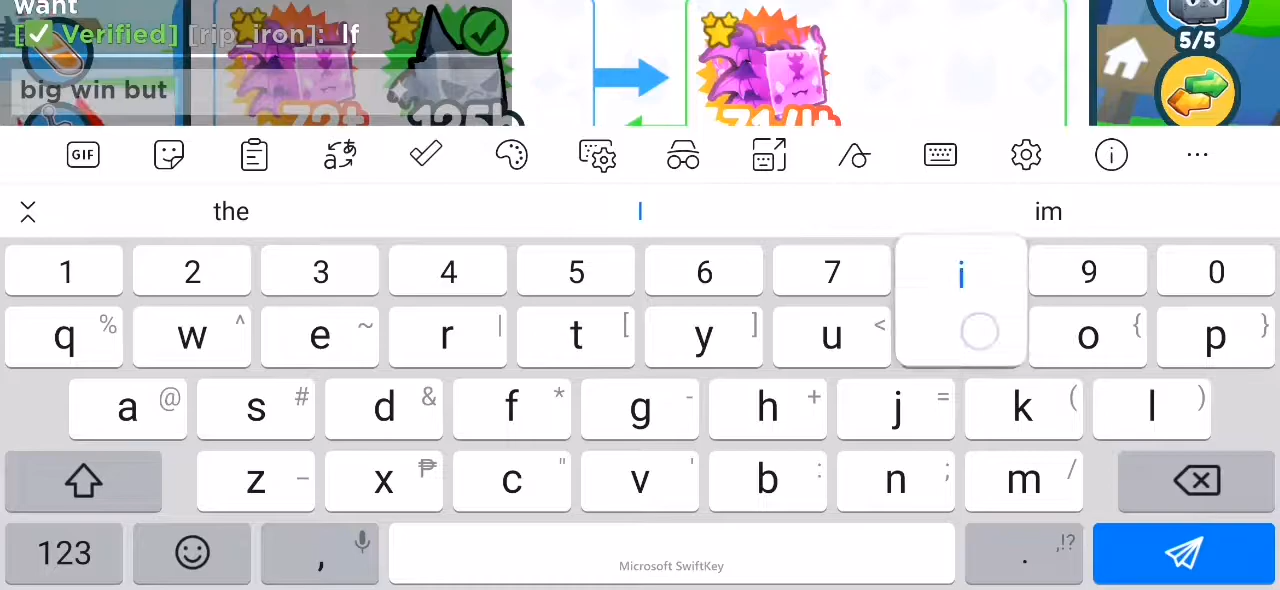 want
[✓ Verified] [rip_iron]: lf
big win but
5/5
GIF
the I im
1 2 3 4 5 6 7 i 9 0
q % w ^ e ~ r | t [ y ] u < o { p }
a @ s # d & f * g - h + j = k ( l )
z _ x ₱ c " v ' b : n ; m /
123 , Microsoft SwiftKey . ,!?